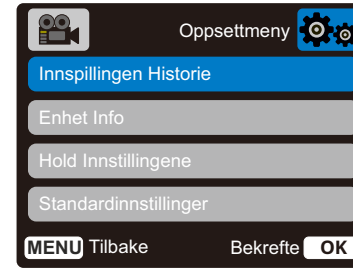 Oppsettmeny
Innspillingen Historie
Enhet Info
Hold Innstillingene
Standardinnstillinger
MENU Tilbake Bekrefte OK